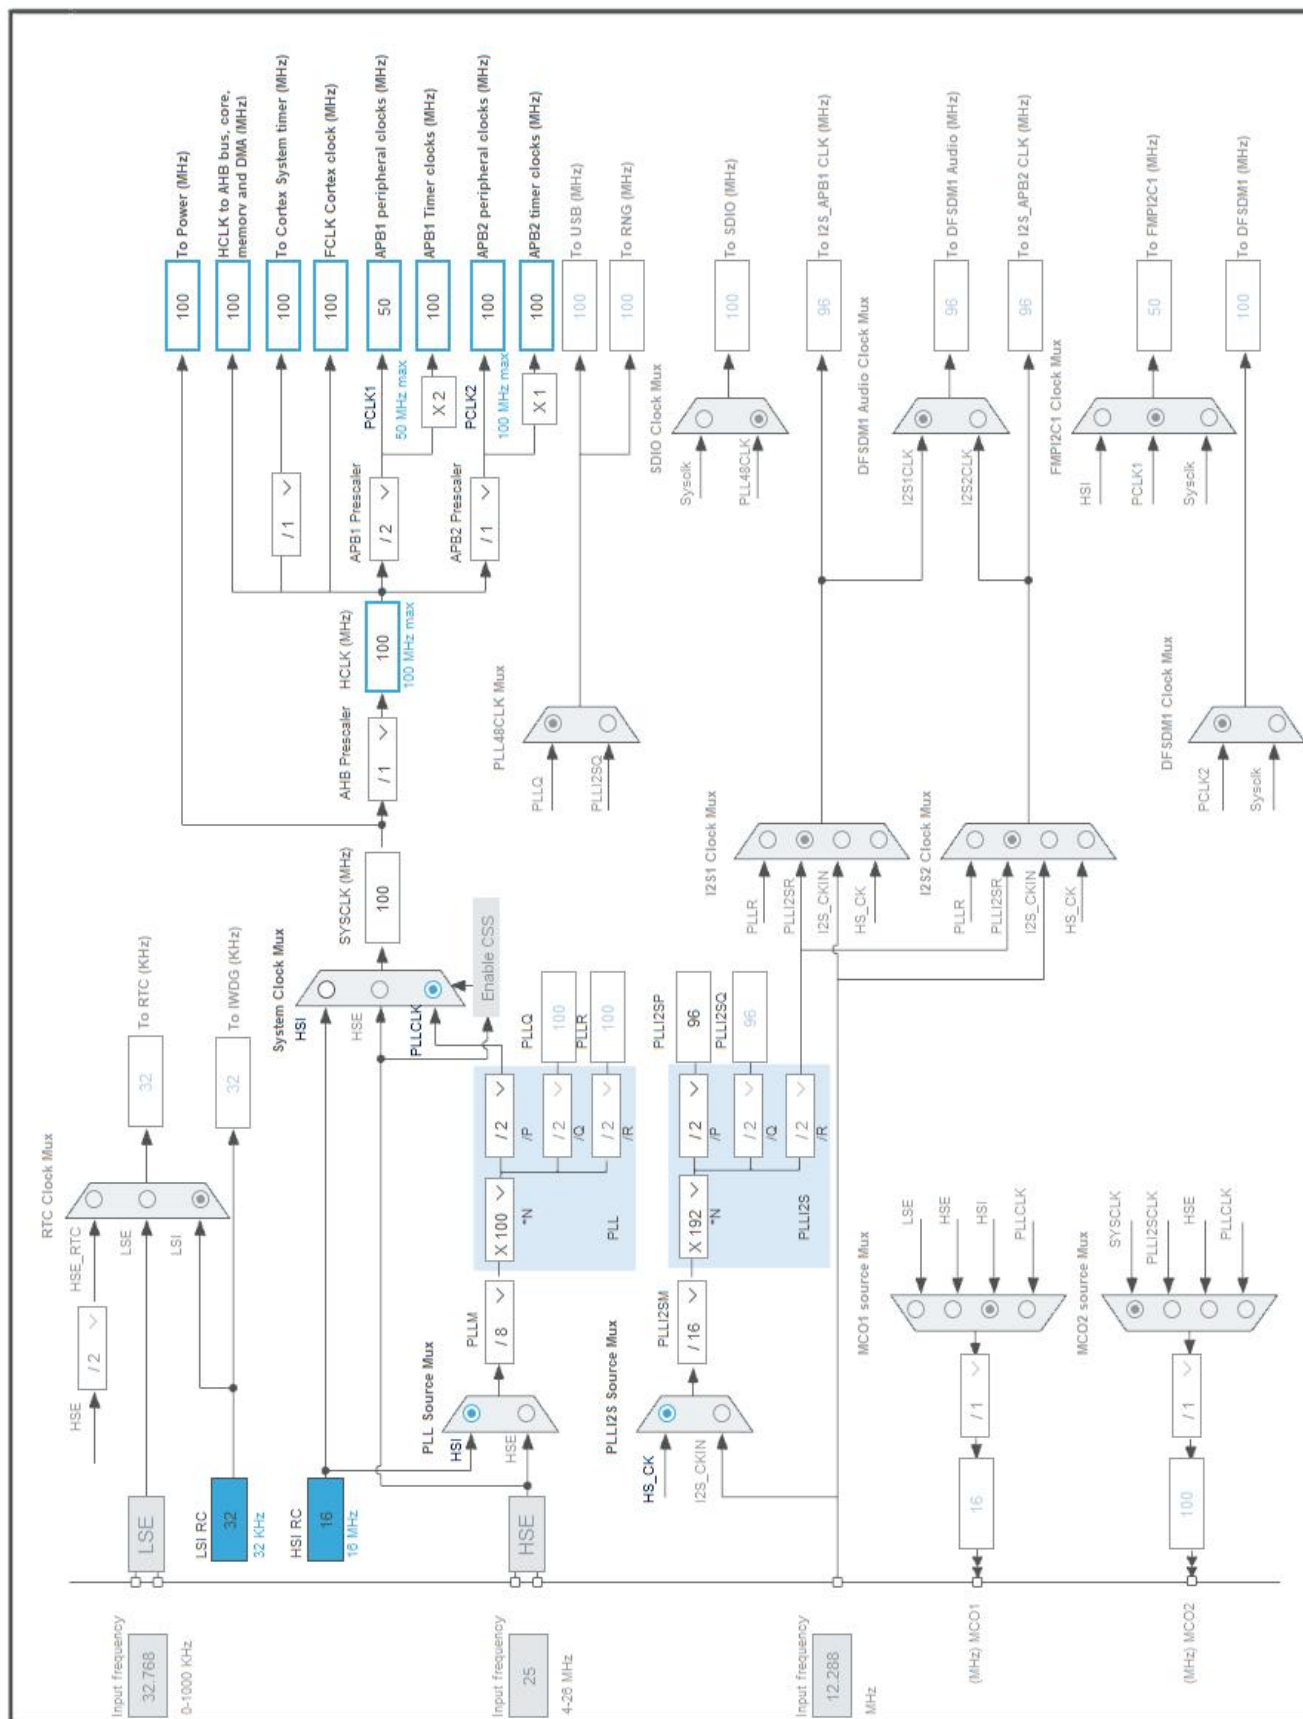 RTC Clock Mux
HSE
/ 2
HSE_RTC
LSE
LSI
32
To RTC (KHz)
32
To IWDG (KHz)
Input frequency
32.768
0-1000 KHz
LSE
LSI RC
32
32 KHz
HSI RC
16
16 MHz
Input frequency
25
4-26 MHz
HSE
System Clock Mux
HSI
HSE
PLLCLK
Enable CSS
SYSCLK (MHz)
100
AHB Prescaler
/ 1
HCLK (MHz)
100
100 MHz max
100
To Power (MHz)
100
HCLK to AHB bus, core,
memory and DMA (MHz)
/ 1
100
To Cortex System timer (MHz)
100
FCLK Cortex clock (MHz)
APB1 Prescaler
/ 2
PCLK1
50 MHz max
50
APB1 peripheral clocks (MHz)
X 2
100
APB1 Timer clocks (MHz)
APB2 Prescaler
/ 1
PCLK2
100 MHz max
100
APB2 peripheral clocks (MHz)
X 1
100
APB2 timer clocks (MHz)
PLL Source Mux
HSI
HSE
PLLM
/ 8
X 100
*N
/ 2
/P
/ 2
/Q
/ 2
/R
PLL
PLLQ
100
PLLR
100
PLL48CLK Mux
PLLQ
PLLI2SQ
100
To USB (MHz)
100
To RNG (MHz)
PLLI2S Source Mux
HS_CK
I2S_CKIN
PLLI2SM
/ 16
X 192
*N
/ 2
/P
/ 2
/Q
/ 2
/R
PLLI2S
PLLI2SP
96
PLLI2SQ
96
SDIO Clock Mux
Sysclk
PLL48CLK
100
To SDIO (MHz)
I2S1 Clock Mux
PLLR
PLLI2SR
I2S_CKIN
HS_CK
96
To I2S_APB1 CLK (MHz)
DFSDM1 Audio Clock Mux
I2S1CLK
I2S2CLK
96
To DFSDM1 Audio (MHz)
I2S2 Clock Mux
PLLR
PLLI2SR
I2S_CKIN
HS_CK
96
To I2S_APB2 CLK (MHz)
FMPI2C1 Clock Mux
HSI
PCLK1
Sysclk
50
To FMPI2C1 (MHz)
DFSDM1 Clock Mux
PCLK2
Sysclk
100
To DFSDM1 (MHz)
Input frequency
12.288
MHz
MCO1 source Mux
LSE
HSE
HSI
PLLCLK
/ 1
16
(MHz) MCO1
MCO2 source Mux
SYSCLK
PLLI2SCLK
HSE
PLLCLK
/ 1
100
(MHz) MCO2